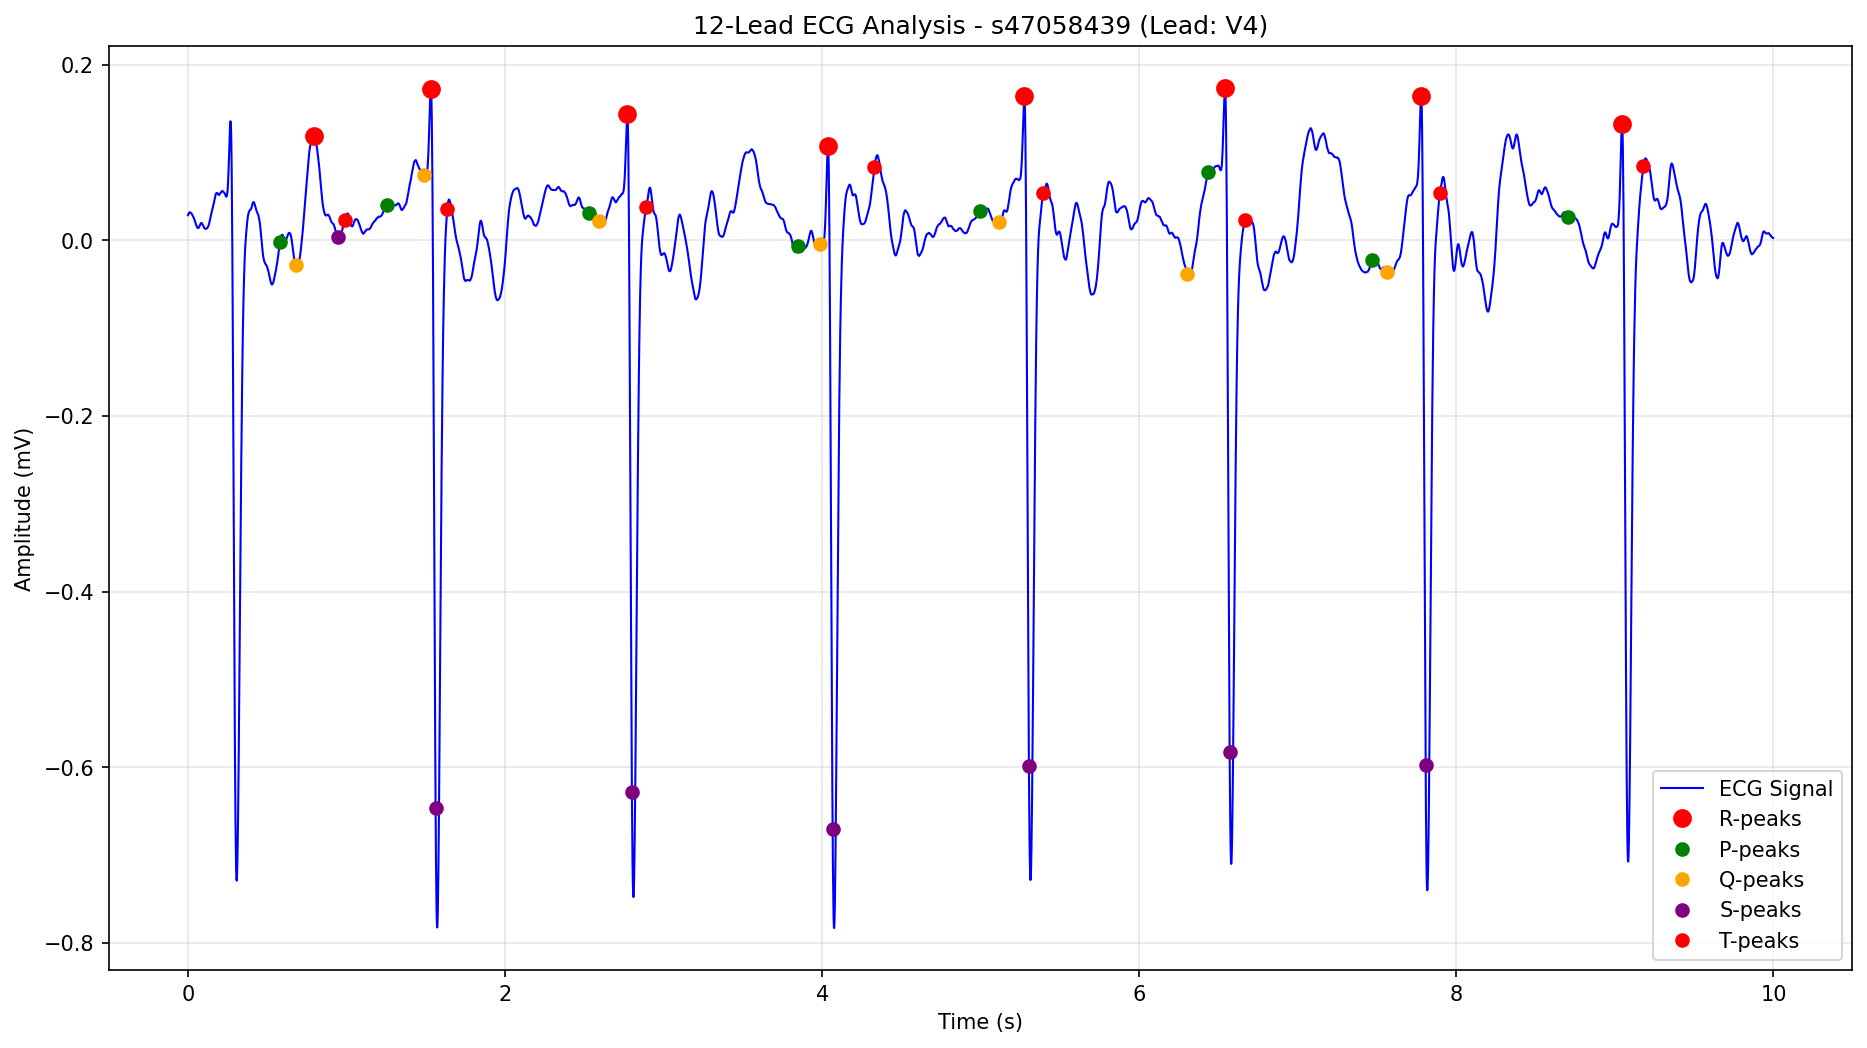 12-Lead ECG Analysis - s47058439 (Lead: V4)
Amplitude (mV)
0.2
0.0
−0.2
−0.4
−0.6
−0.8
0
2
4
6
8
10
Time (s)
ECG Signal
R-peaks
P-peaks
Q-peaks
S-peaks
T-peaks